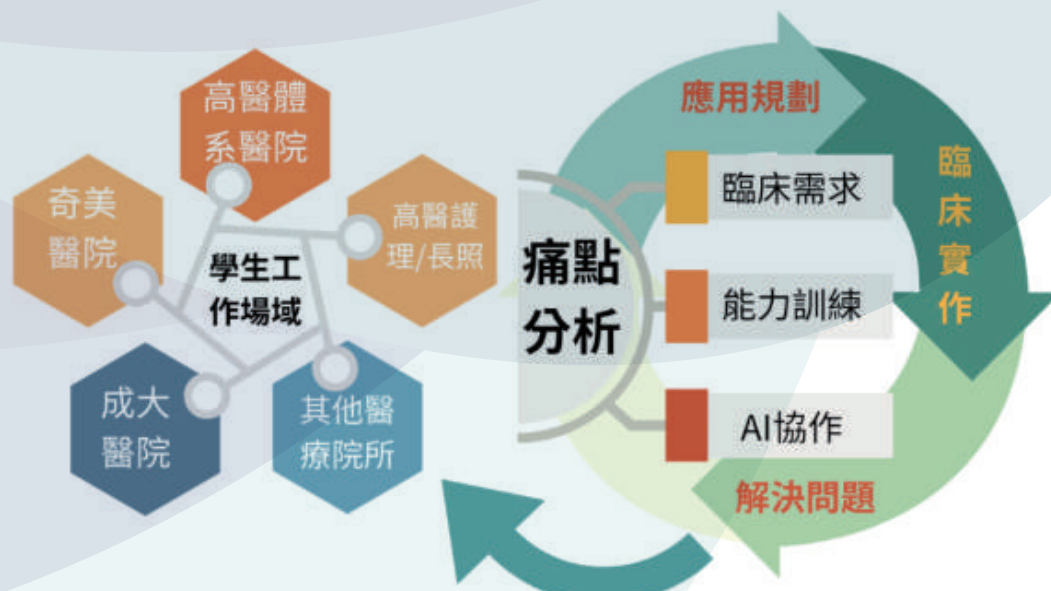 高醫體
系醫院
奇美
醫院
高醫護
理/長照
學生工
作場域
成大
醫院
其他醫
療院所
痛點
分析
應用規劃
臨床需求
能力訓練
AI協作
臨
床
實
作
解決問題